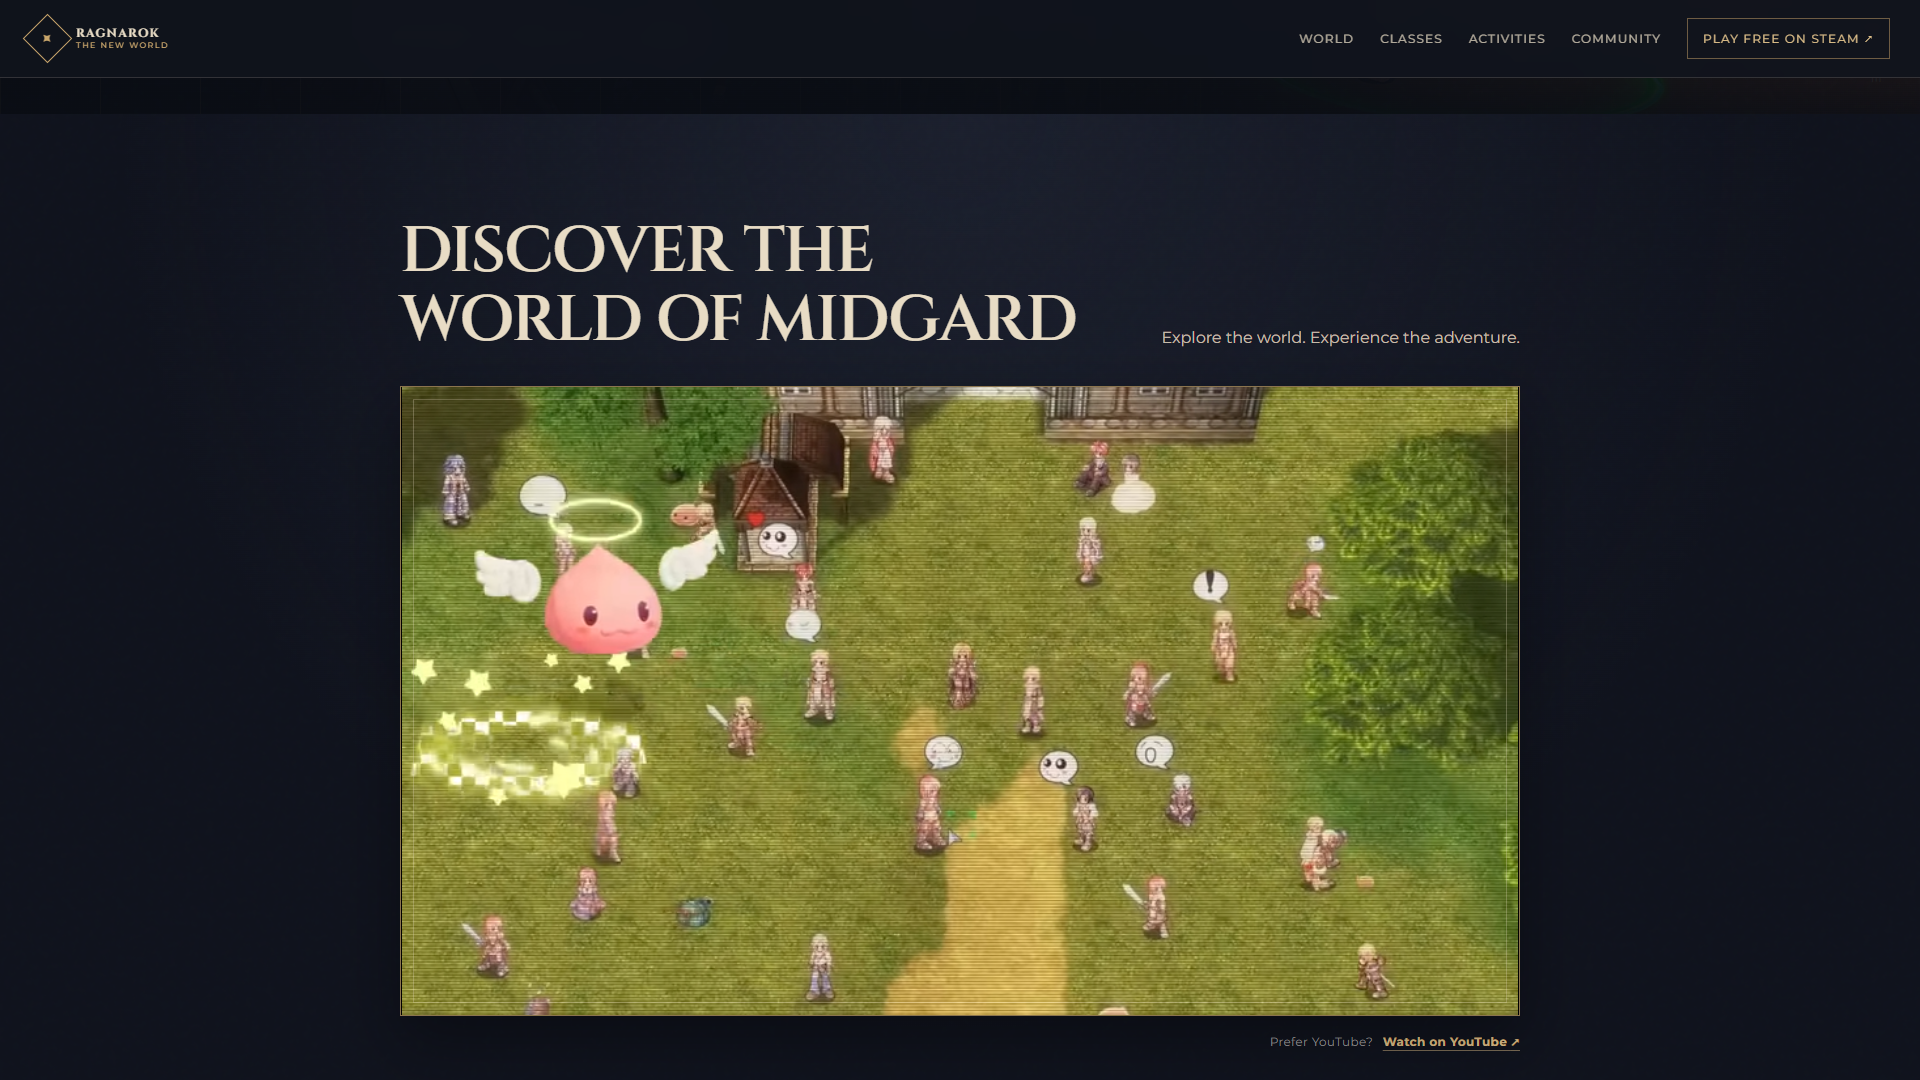 RAGNAROK
THE NEW WORLD
WORLD
CLASSES
ACTIVITIES
COMMUNITY
PLAY FREE ON STEAM ↗
DISCOVER THE
WORLD OF MIDGARD
Explore the world. Experience the adventure.
Prefer YouTube? Watch on YouTube ↗